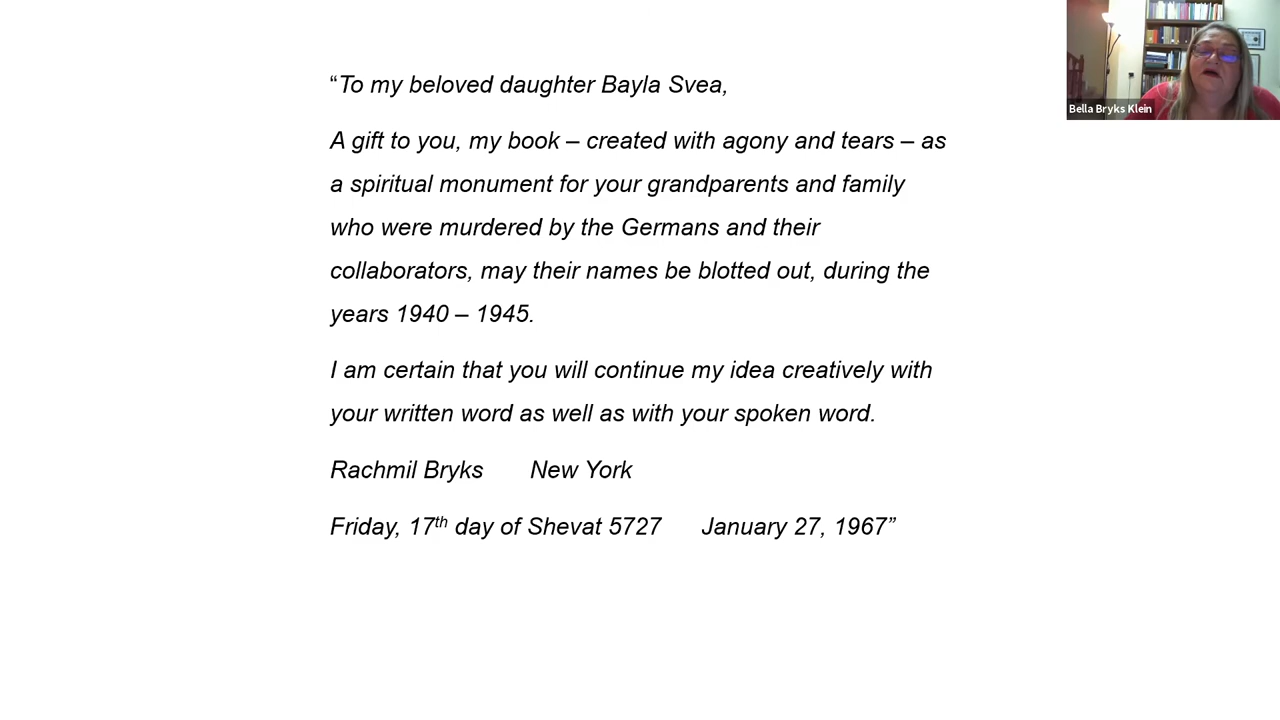 “To my beloved daughter Bayla Svea,
A gift to you, my book – created with agony and tears – as
a spiritual monument for your grandparents and family
who were murdered by the Germans and their
collaborators, may their names be blotted out, during the
years 1940 – 1945.
I am certain that you will continue my idea creatively with
your written word as well as with your spoken word.
Rachmil Bryks New York
Friday, 17th day of Shevat 5727 January 27, 1967”
Bella Bryks Klein